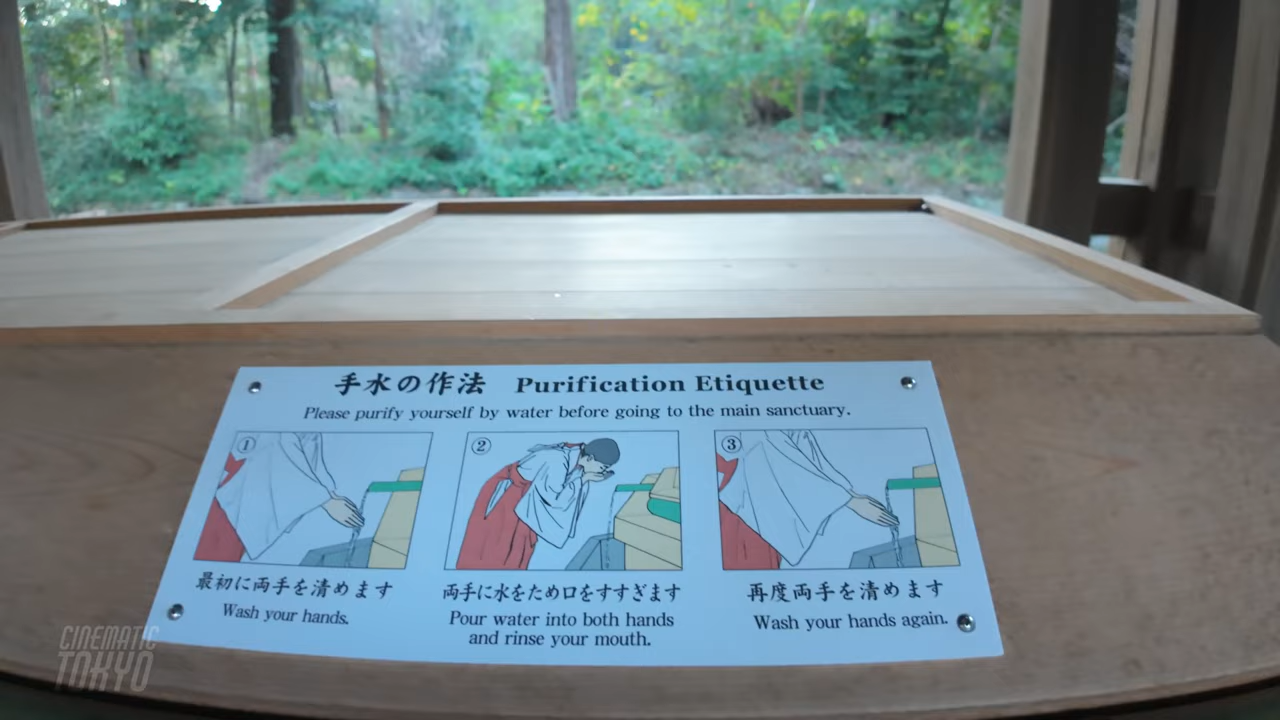 手水の作法 Purification Etiquette
Please purify yourself by water before going to the main sanctuary.
① ② ③
最初に両手を清めます
Wash your hands.
両手に水をため口をすすぎます
Pour water into both hands
and rinse your mouth.
再度両手を清めます
Wash your hands again.
CINEMATIC
TOKYO